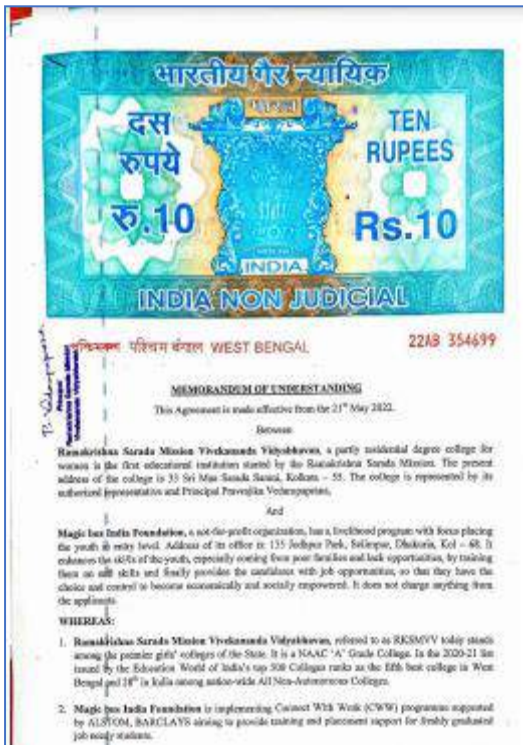 भारतीय गैर न्यायिक
दस
रुपये
रु.10
TEN
RUPEES
Rs.10
INDIA
INDIA NON JUDICIAL
पश्चिम बंगाल WEST BENGAL
22AB 354699
Principal
Ramakrishna Sarada Mission
Vivekananda Vidyabhavan
MEMORANDUM OF UNDERSTANDING
This Agreement is made effective from the 21st May 2022.
Between
Ramakrishna Sarada Mission Vivekananda Vidyabhavan, a partly residential degree college for
women is the first educational institution started by the Ramakrishna Sarada Mission. The present
address of the college is 33 Sri Maa Sarada Sarani, Kolkata – 55. The college is represented by its
authorized representative and Principal Pravrajika Vedarupaprana,
And
Magic bus India Foundation, a not-for-profit organization, has a livelihood program with focus placing
the youth in entry level. Address of its office is: 135 Jodhpur Park, Selimpur, Dhakuria, Kol – 68. It
enhances the skills of the youth, especially coming from poor families and lack opportunities, by training
them on skills and finally provides the candidates with job opportunities, so that they have the
choice and control to become economically and socially empowered. It does not charge anything from
the applicants.
WHEREAS:
1. Ramakrishna Sarada Mission Vivekananda Vidyabhavan, referred to as RKSMVV today stands
among the premier girls' colleges of the State. It is a NAAC 'A' Grade College. In the 2020-21 list
issued by the Education World of India's top 500 Colleges ranks as the fifth best college in West
Bengal and 28th in India among nation-wide All Non-Autonomous Colleges.
2. Magic bus India Foundation is implementing Connect With Work (CWW) programme supported
by ALSTOM, BARCLAYS aiming to provide training and placement support for freshly graduated
job ready students.